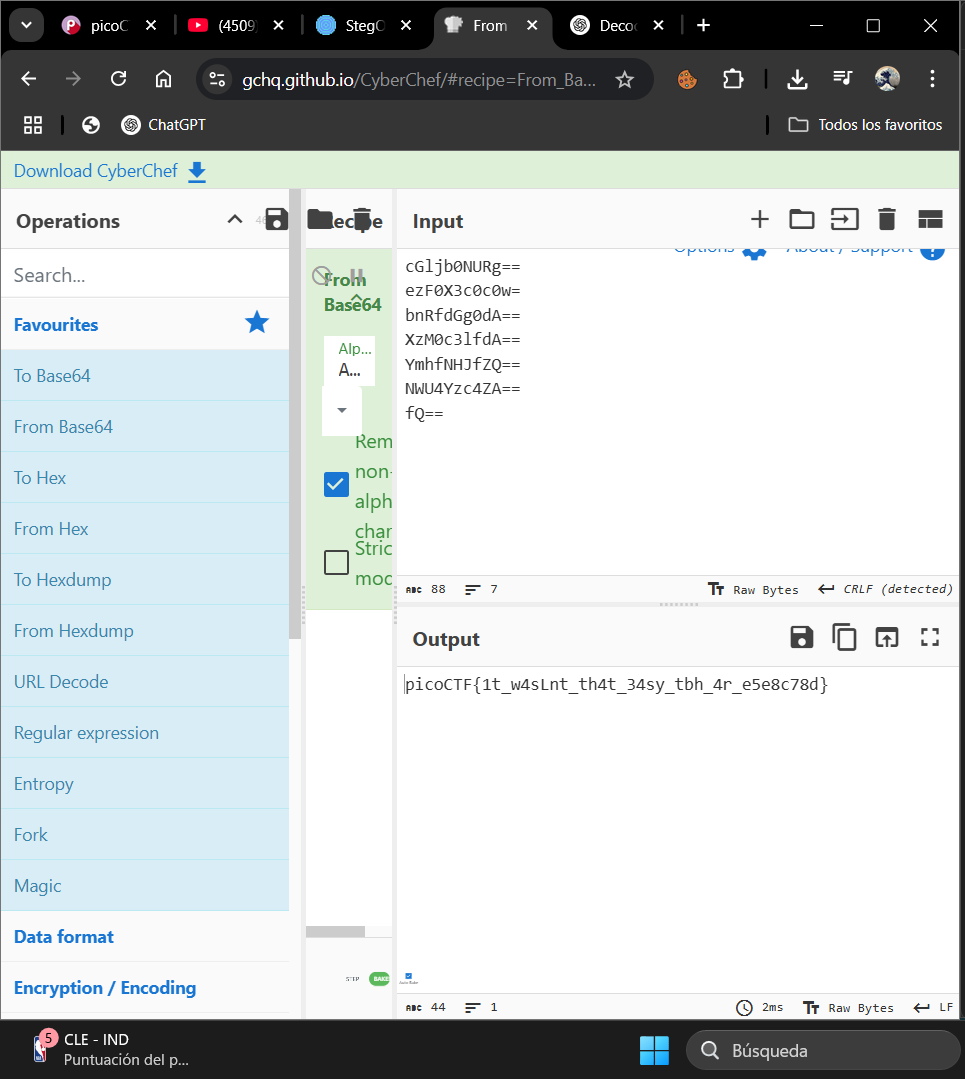 picoC
(4509)
StegO
From
Deco
gchq.github.io/CyberChef/#recipe=From_Ba...
ChatGPT
Todos los favoritos
Download CyberChef
Operations
Recipe
Input
Options
About / Support
Search...
Favourites
To Base64
From Base64
To Hex
From Hex
To Hexdump
From Hexdump
URL Decode
Regular expression
Entropy
Fork
Magic
Data format
Encryption / Encoding
From
Base64
Alp...
A...
Rem
non-
alph
char
Stric
mod
STEP
BAKE
Auto Bake
cGljb0NURg==
ezF0X3c0c0w=
bnRfdGg0dA==
XzM0c3lfdA==
YmhfNHJfZQ==
NWU4Yzc4ZA==
fQ==
ABC 88 7
Raw Bytes
CRLF (detected)
Output
picoCTF{1t_w4sLnt_th4t_34sy_tbh_4r_e5e8c78d}
ABC 44 1
2ms
Raw Bytes
LF
5
CLE - IND
Puntuación del p...
Búsqueda